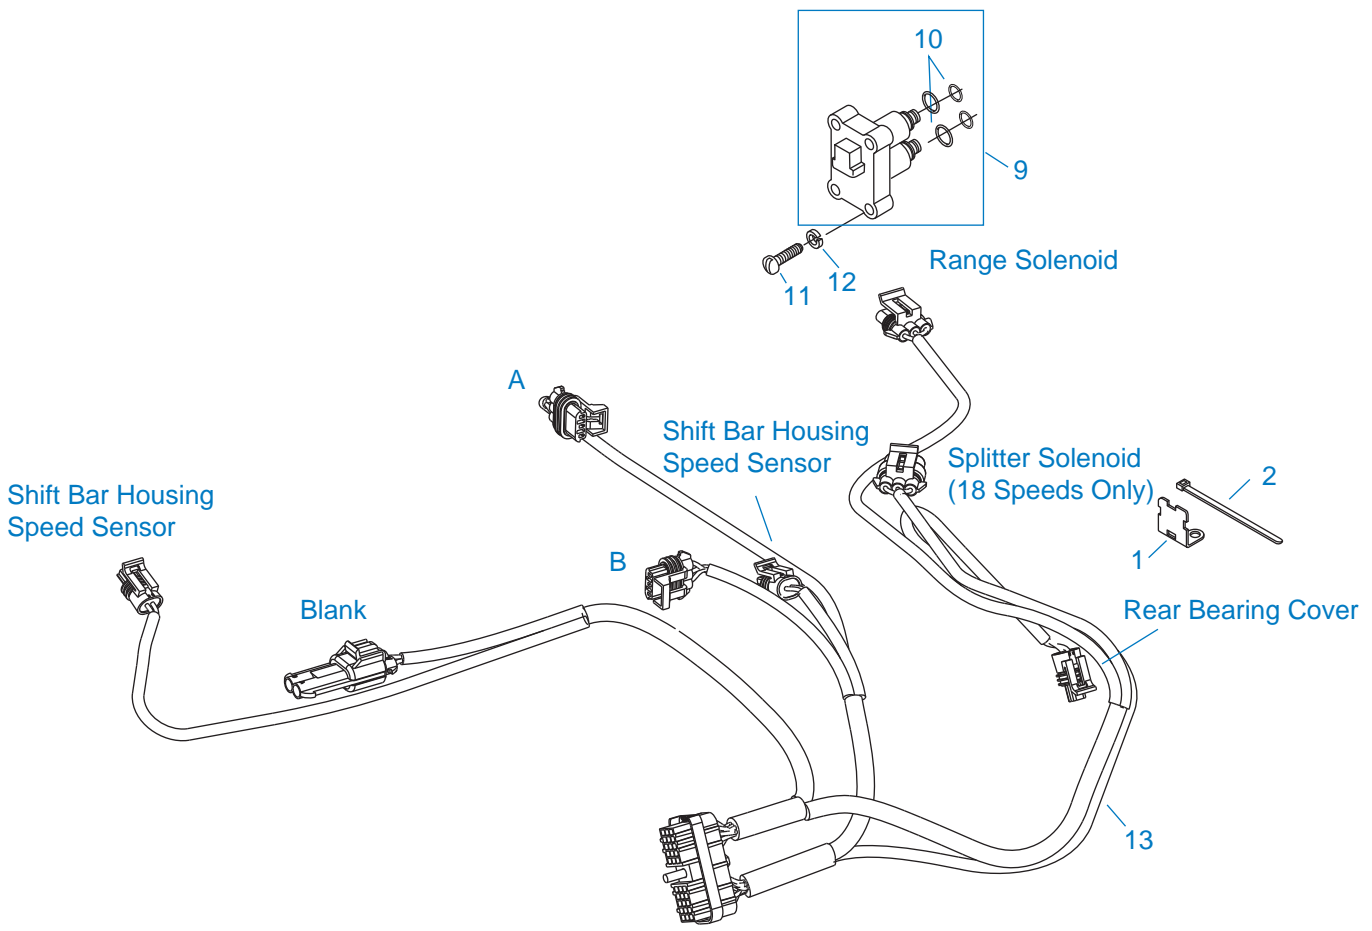 10
9
12
11
Range Solenoid
A
Shift Bar Housing
Speed Sensor
Splitter Solenoid
(18 Speeds Only)
2
1
Shift Bar Housing
Speed Sensor
B
Blank
Rear Bearing Cover
13